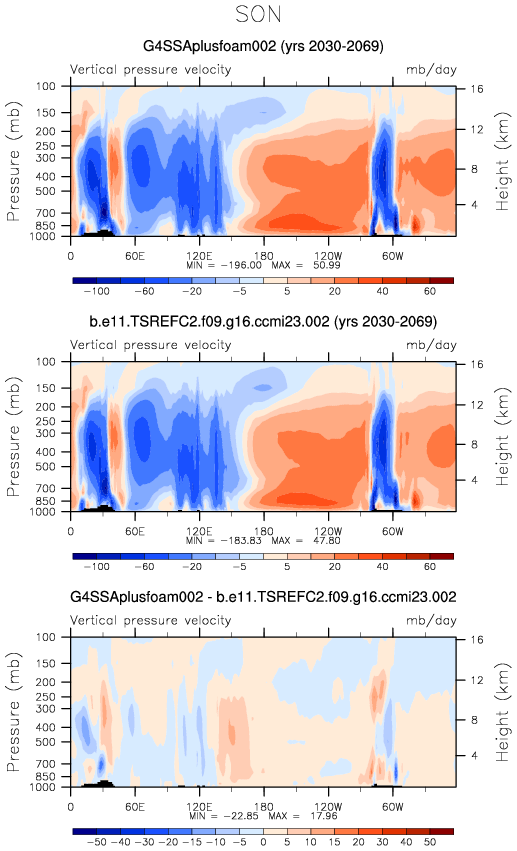 SON
G4SSAplusfoam002 (yrs 2030-2069)
Vertical pressure velocity mb/day
Pressure (mb)
100
150
200
250
300
400
500
700
850
1000
16
12
8
4
Height (km)
0 60E 120E 180 120W 60W
MIN = -196.00 MAX = 50.99
-100 -60 -20 -5 5 20 40 60
b.e11.TSREFC2.f09.g16.ccmi23.002 (yrs 2030-2069)
Vertical pressure velocity mb/day
Pressure (mb)
100
150
200
250
300
400
500
700
850
1000
16
12
8
4
Height (km)
0 60E 120E 180 120W 60W
MIN = -183.83 MAX = 47.80
-100 -60 -20 -5 5 20 40 60
G4SSAplusfoam002 - b.e11.TSREFC2.f09.g16.ccmi23.002
Vertical pressure velocity mb/day
Pressure (mb)
100
150
200
250
300
400
500
700
850
1000
16
12
8
4
Height (km)
0 60E 120E 180 120W 60W
MIN = -22.85 MAX = 17.96
-50 -40 -30 -20 -15 -10 -5 0 5 10 15 20 30 40 50